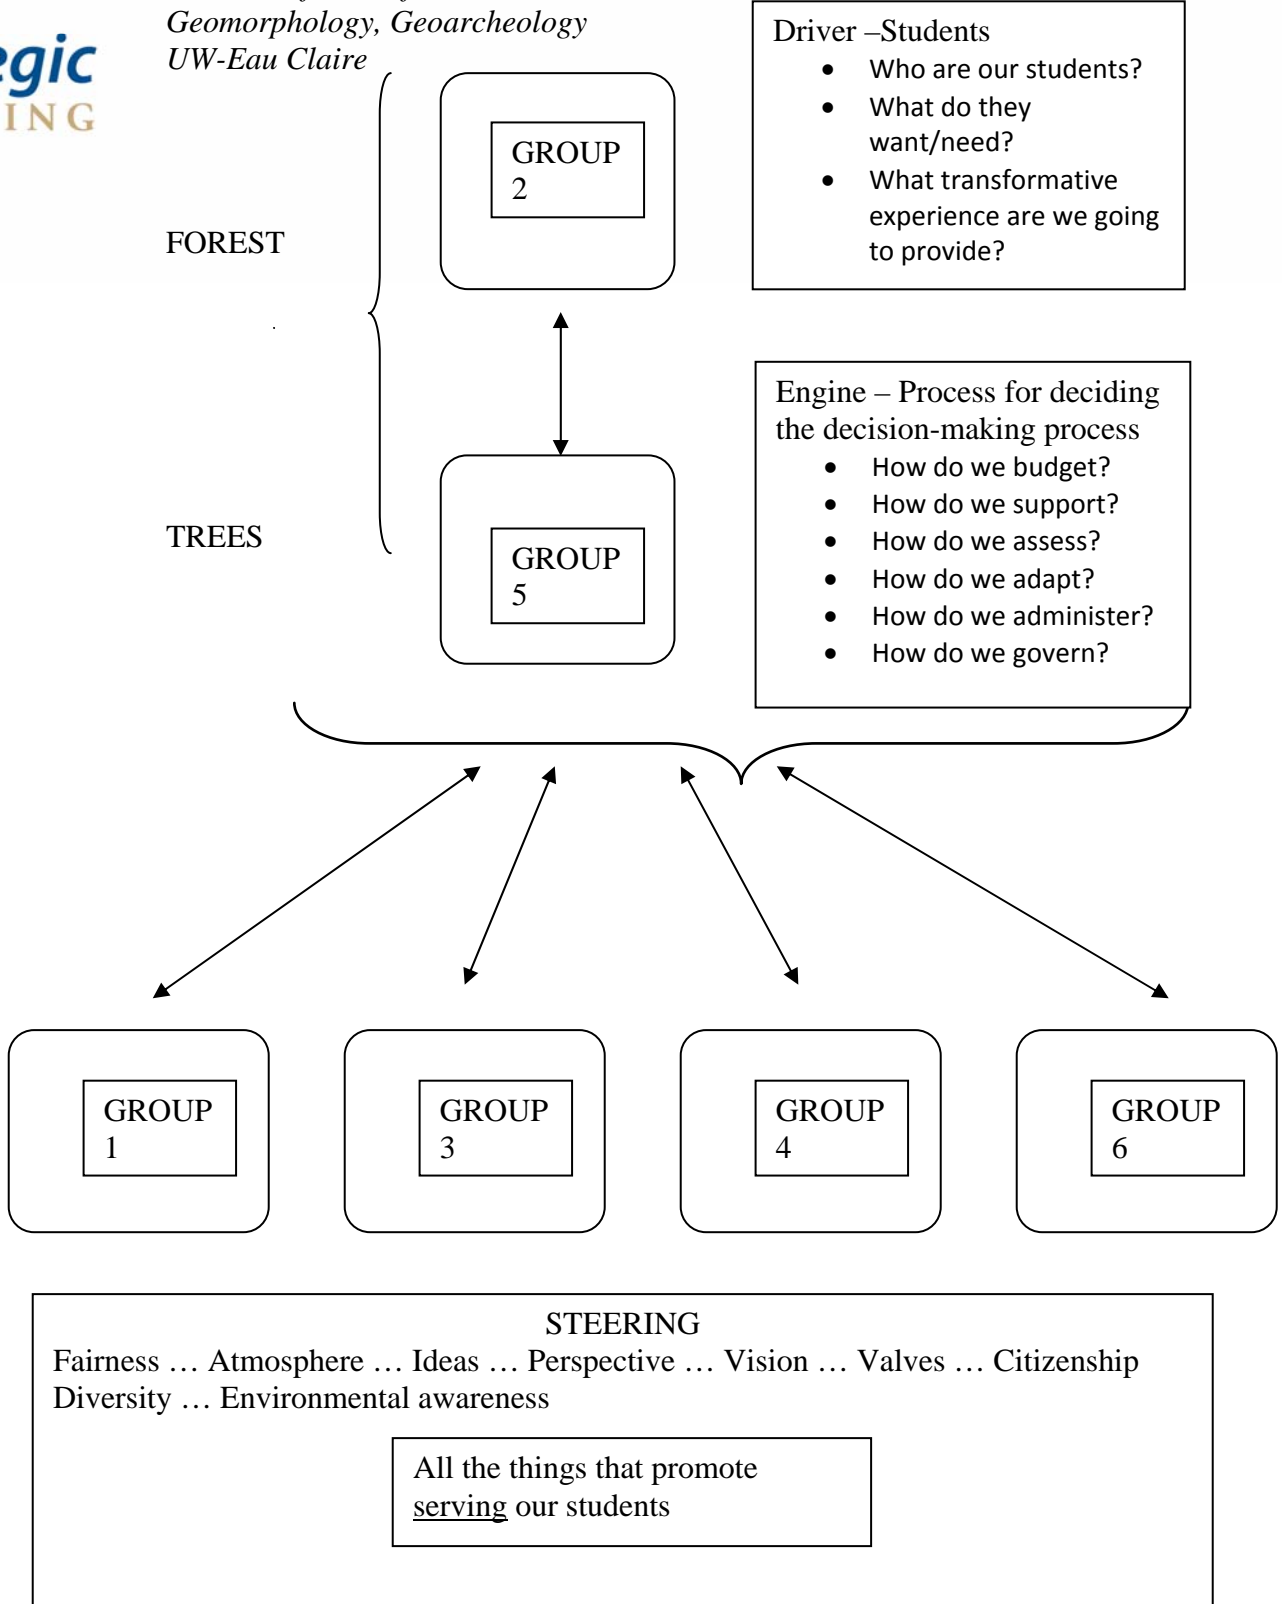 Geomorphology, Geoarcheology
UW-Eau Claire
egic
ING
Driver –Students
• Who are our students?
• What do they
want/need?
• What transformative
experience are we going
to provide?
GROUP
2
FOREST
Engine – Process for deciding
the decision-making process
• How do we budget?
• How do we support?
• How do we assess?
• How do we adapt?
• How do we administer?
• How do we govern?
TREES
GROUP
5
GROUP
1
GROUP
3
GROUP
4
GROUP
6
STEERING
Fairness … Atmosphere … Ideas … Perspective … Vision … Valves … Citizenship
Diversity … Environmental awareness
All the things that promote
serving our students